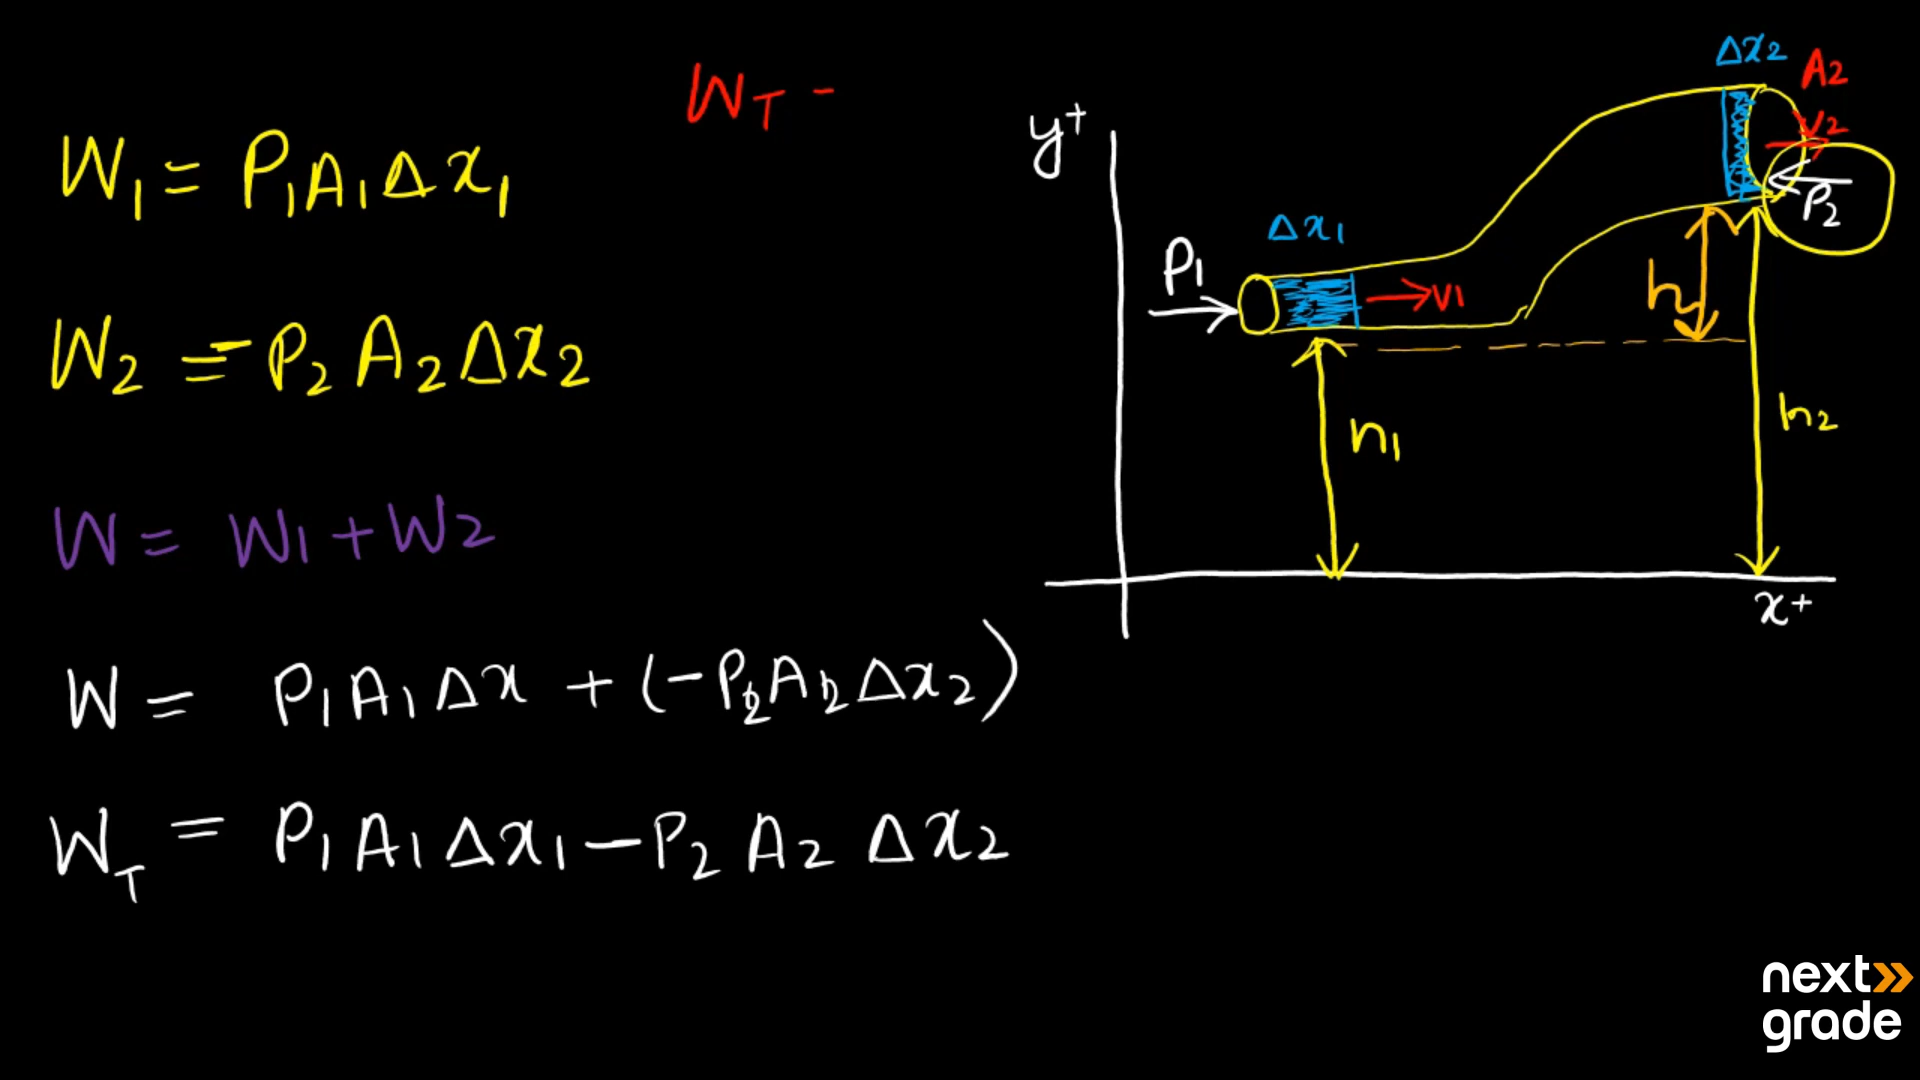 W_T -
W₁ = P₁A₁Δx₁
W₂ = -P₂A₂Δx₂
W = W₁ + W₂
W = P₁A₁Δx + (-P₂A₂Δx₂)
W_T = P₁A₁Δx₁ - P₂A₂Δx₂
y+
Δx₂
A₂
V₂
P₂
Δx₁
P₁
V₁
h
h₁
h₂
x+
next
grade